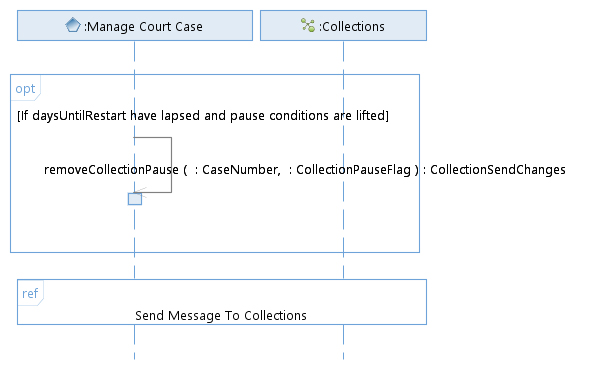 :Manage Court Case
:Collections
opt
[If daysUntilRestart have lapsed and pause conditions are lifted]
removeCollectionPause (  : CaseNumber,  : CollectionPauseFlag ) : CollectionSendChanges
ref
Send Message To Collections